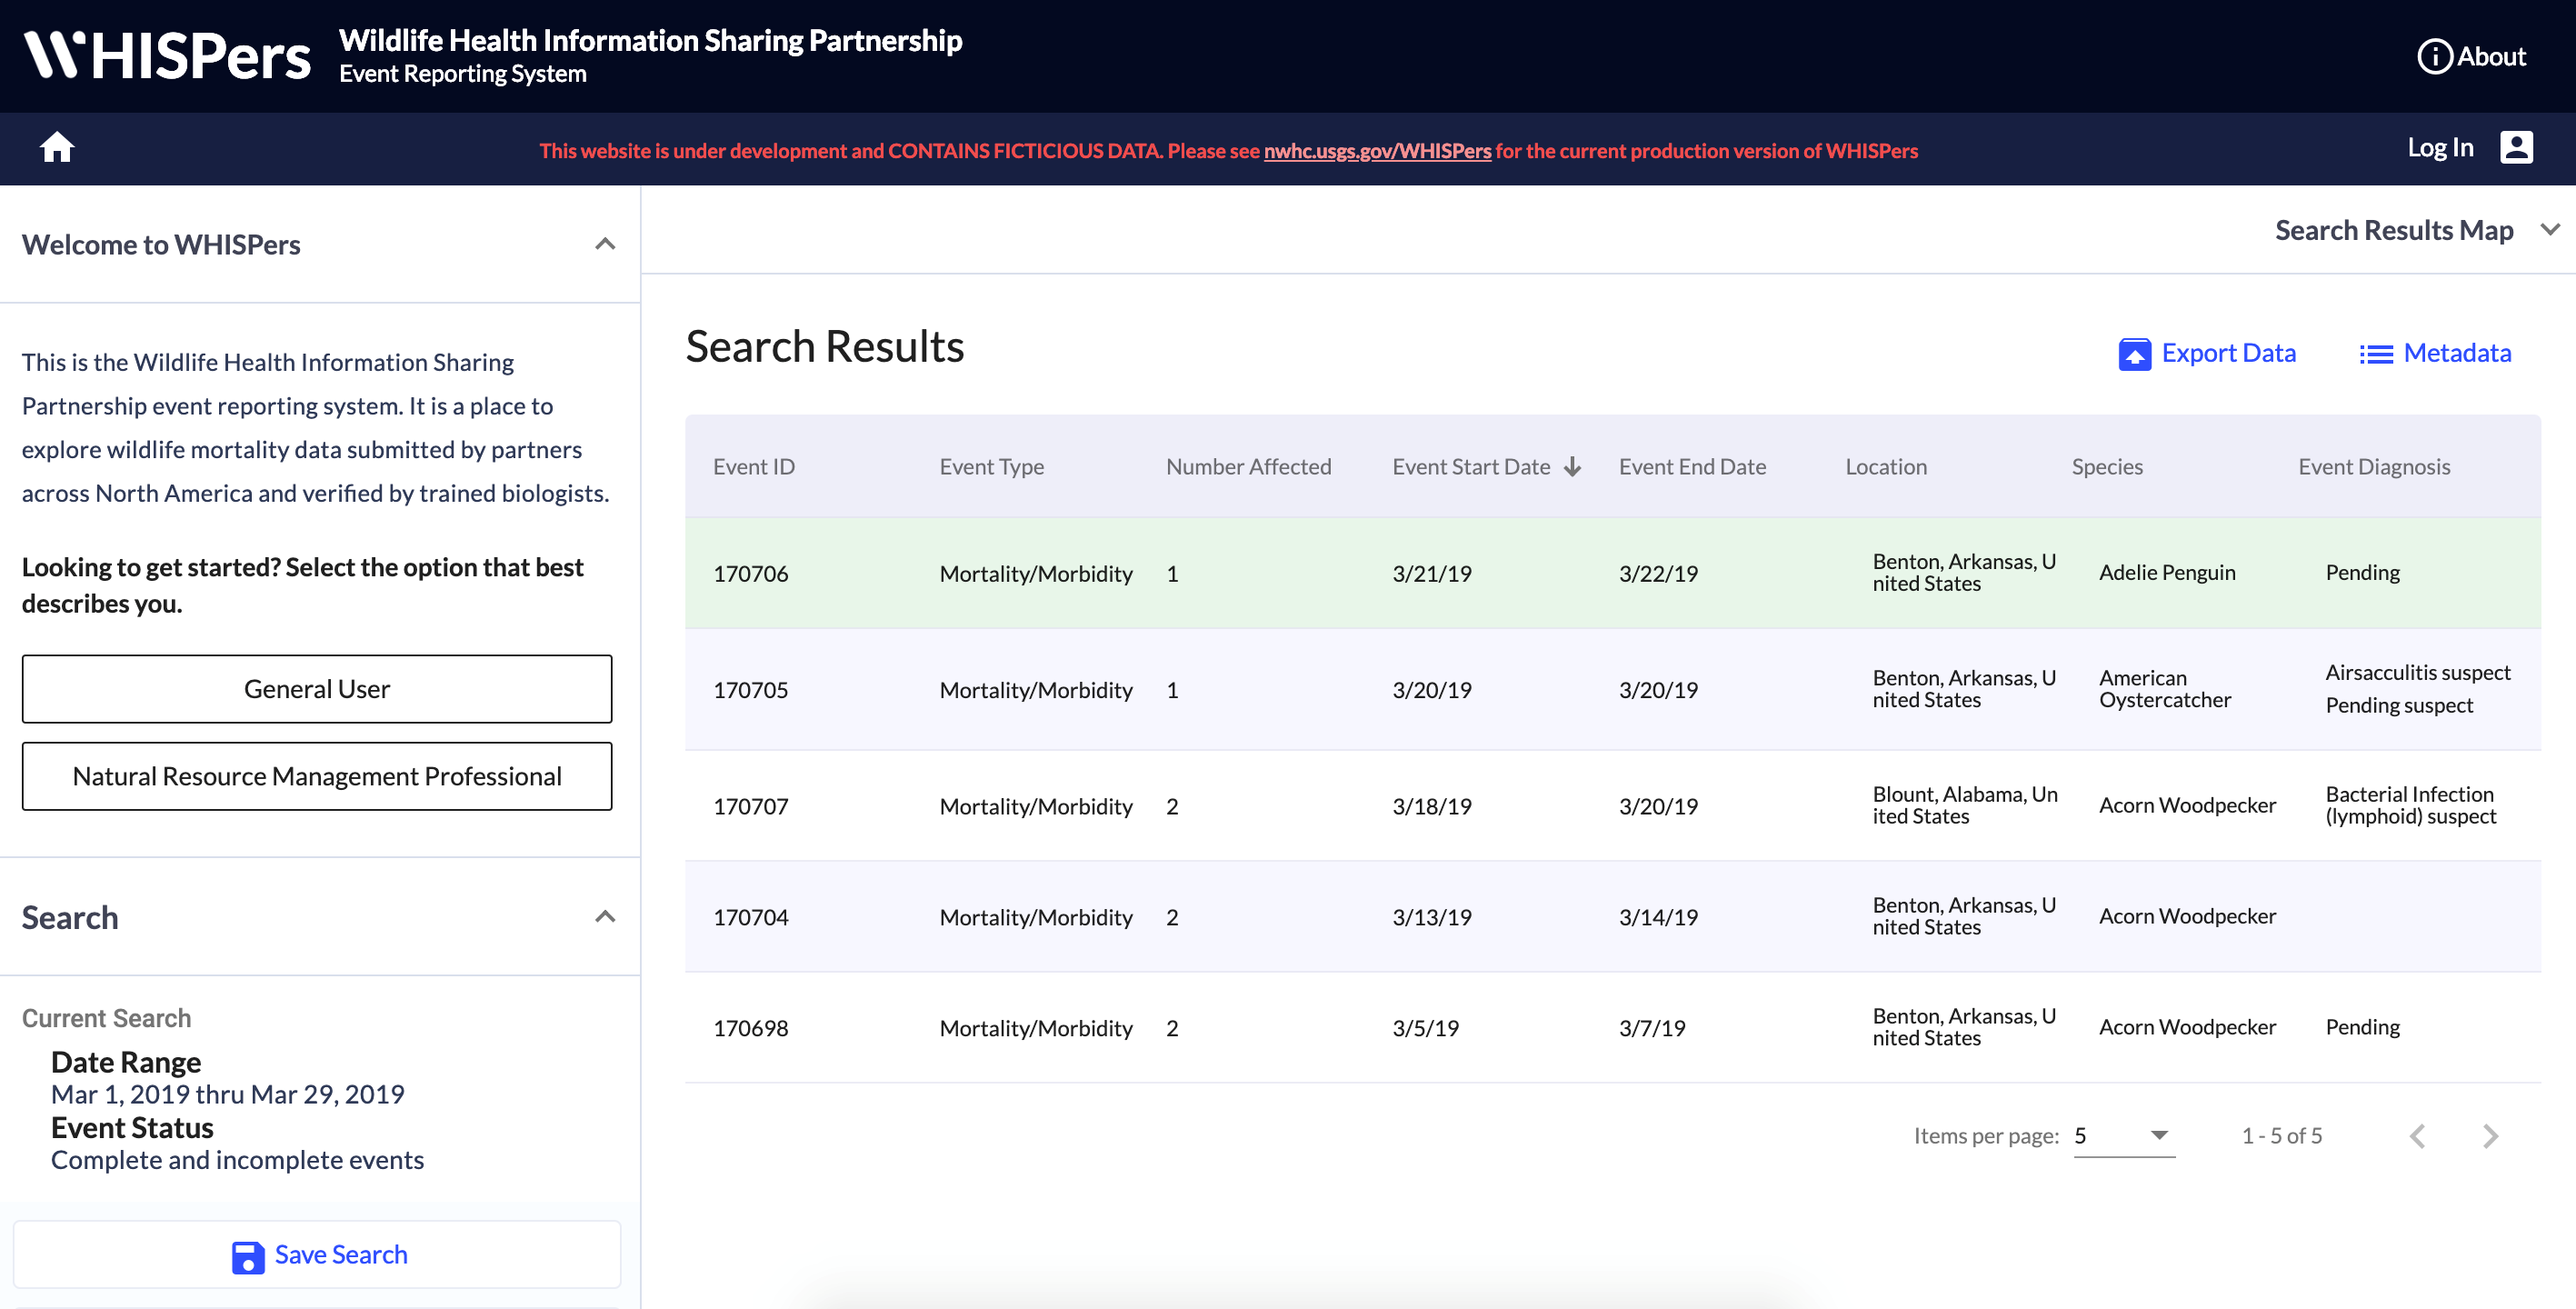 WHISPers
Wildlife Health Information Sharing Partnership
Event Reporting System
About
This website is under development and CONTAINS FICTICIOUS DATA. Please see nwhc.usgs.gov/WHISPers for the current production version of WHISPers
Log In
Welcome to WHISPers
This is the Wildlife Health Information Sharing
Partnership event reporting system. It is a place to
explore wildlife mortality data submitted by partners
across North America and verified by trained biologists.
Looking to get started? Select the option that best
describes you.
General User
Natural Resource Management Professional
Search
Current Search
Date Range
Mar 1, 2019 thru Mar 29, 2019
Event Status
Complete and incomplete events
Save Search
Search Results Map
Search Results
Export Data
Metadata
Event ID Event Type Number Affected Event Start Date Event End Date Location Species Event Diagnosis
170706 Mortality/Morbidity 1 3/21/19 3/22/19 Benton, Arkansas, U
nited States Adelie Penguin Pending
170705 Mortality/Morbidity 1 3/20/19 3/20/19 Benton, Arkansas, U
nited States American
Oystercatcher Airsacculitis suspect
Pending suspect
170707 Mortality/Morbidity 2 3/18/19 3/20/19 Blount, Alabama, Un
ited States Acorn Woodpecker Bacterial Infection
(lymphoid) suspect
170704 Mortality/Morbidity 2 3/13/19 3/14/19 Benton, Arkansas, U
nited States Acorn Woodpecker
170698 Mortality/Morbidity 2 3/5/19 3/7/19 Benton, Arkansas, U
nited States Acorn Woodpecker Pending
Items per page: 5 1 - 5 of 5